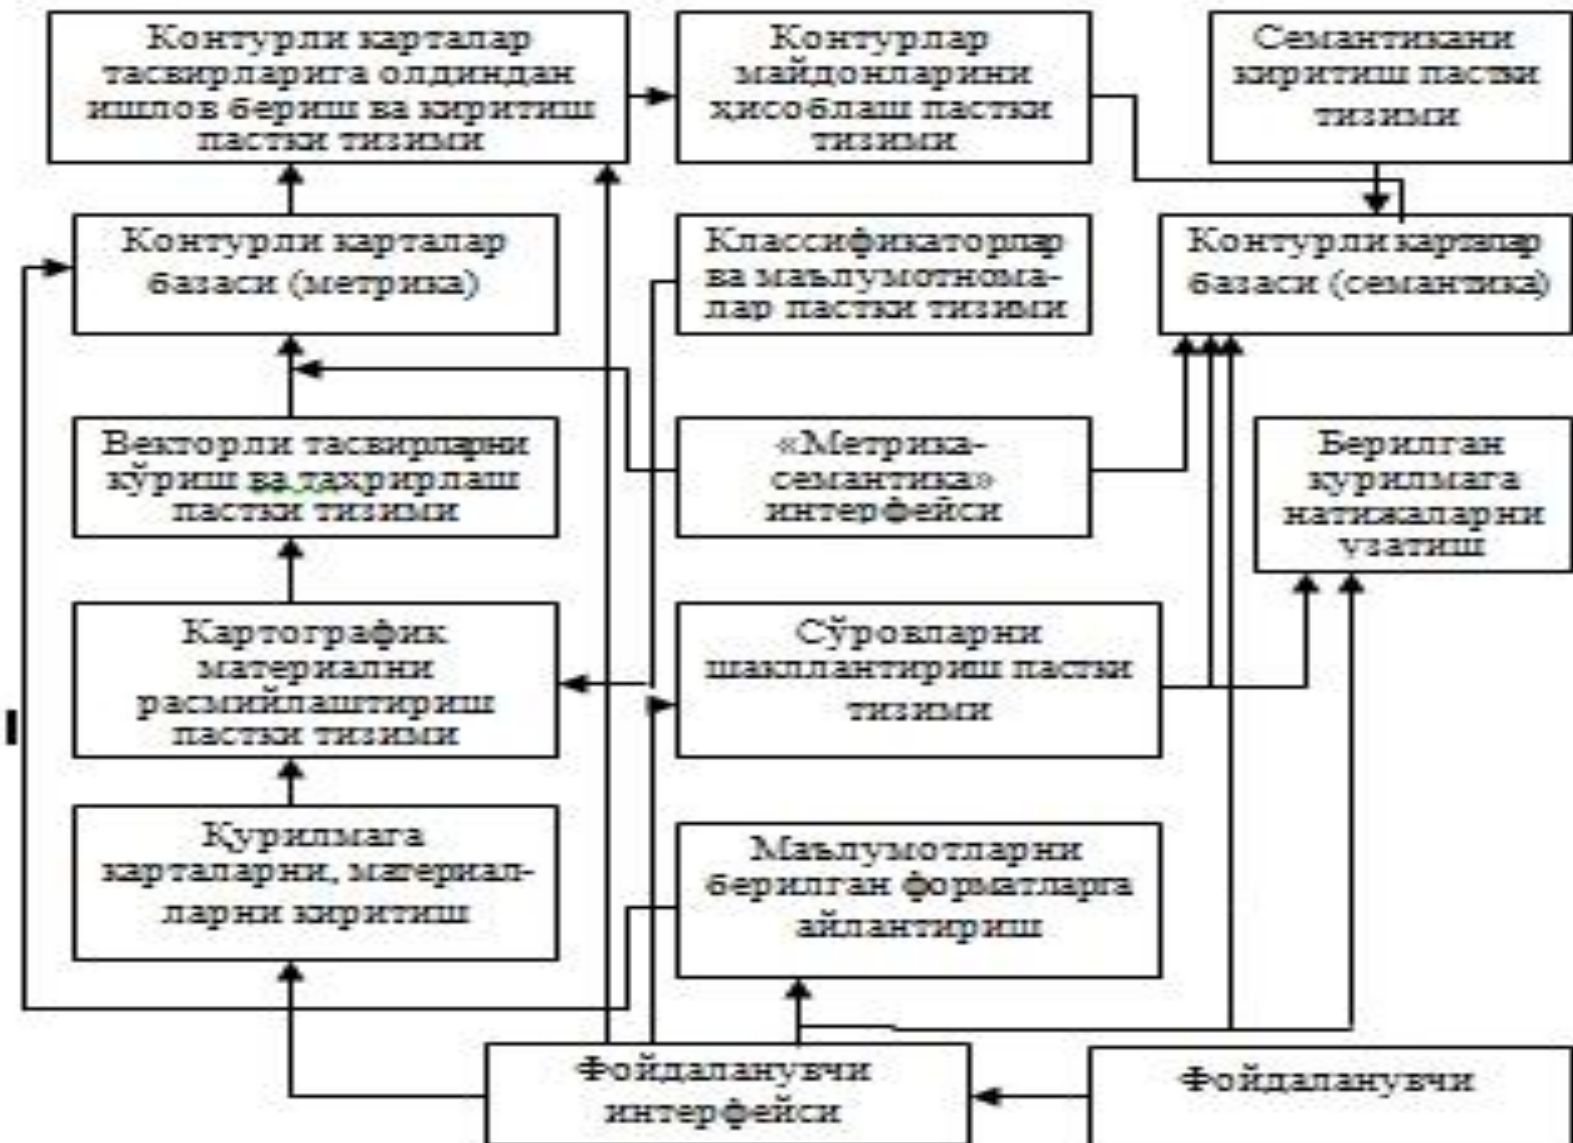 Контурли карталар
тасвирларига олдиндан
ишлов бериш ва киритиш
пастки тизими
Контурлар
майдонларини
ҳисоблаш пастки
тизими
Семантикани
киритиш пастки
тизими
Контурли карталар
базаси (метрика)
Классификаторлар
ва маълумотнома-
лар пастки тизими
Контурли карталар
базаси (семантика)
Векторли тасвирларни
кўриш ва таҳрирлаш
пастки тизими
«Метрика-
семантика»
интерфейси
Берилган
қурилмага
натижаларни
узатиш
Картографик
материални
расмийлаштириш
пастки тизими
Сўровларни
шакллантириш пастки
тизими
Қурилмага
карталарни, материал-
ларни киритиш
Маълумотларни
берилган форматларга
айлантириш
Фойдаланувчи
интерфейси
Фойдаланувчи